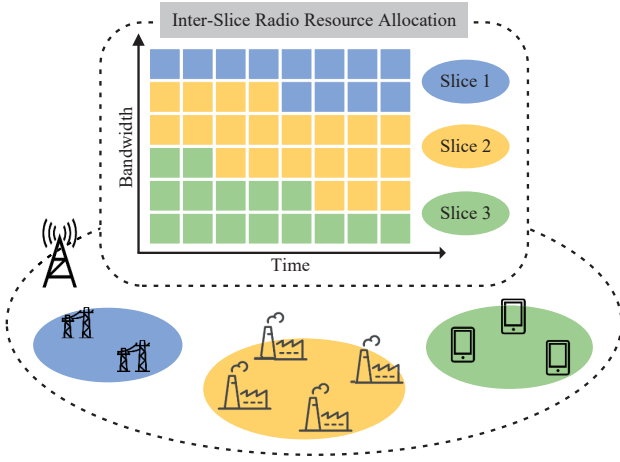 Inter-Slice Radio Resource Allocation
Bandwidth
Slice 1
Slice 2
Slice 3
Time